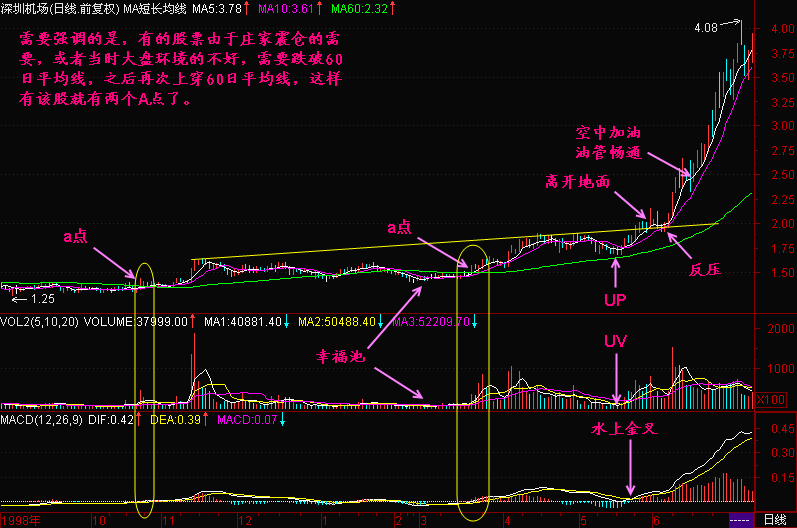 深圳机场(日线.前复权) MA短长均线 MA5:3.78↑ MA10:3.61↑ MA60:2.32↑
需要强调的是，有的股票由于庄家震仓的需
要，或者当时大盘环境的不好，需要跌破60
日平均线，之后再次上穿60日平均线，这样
有该股就有两个A点了。
4.08
4.00
3.75
3.50
3.25
3.00
2.75
2.50
2.25
2.00
1.75
1.50
空中加油
油管畅通
离开地面
a点
a点
反压
1.25
UP
VOL2(5,10,20) VOLUME:37999.00↑ MA1:40881.40↓ MA2:50488.40↓ MA3:52209.70↓
2000
1000
X100
UV
幸福池
MACD(12,26,9) DIF:0.42↑ DEA:0.39↑ MACD:0.07↓
水上金叉
0.45
0.30
0.15
1998年 10 11 12 1 2 3 4 5 6 日线